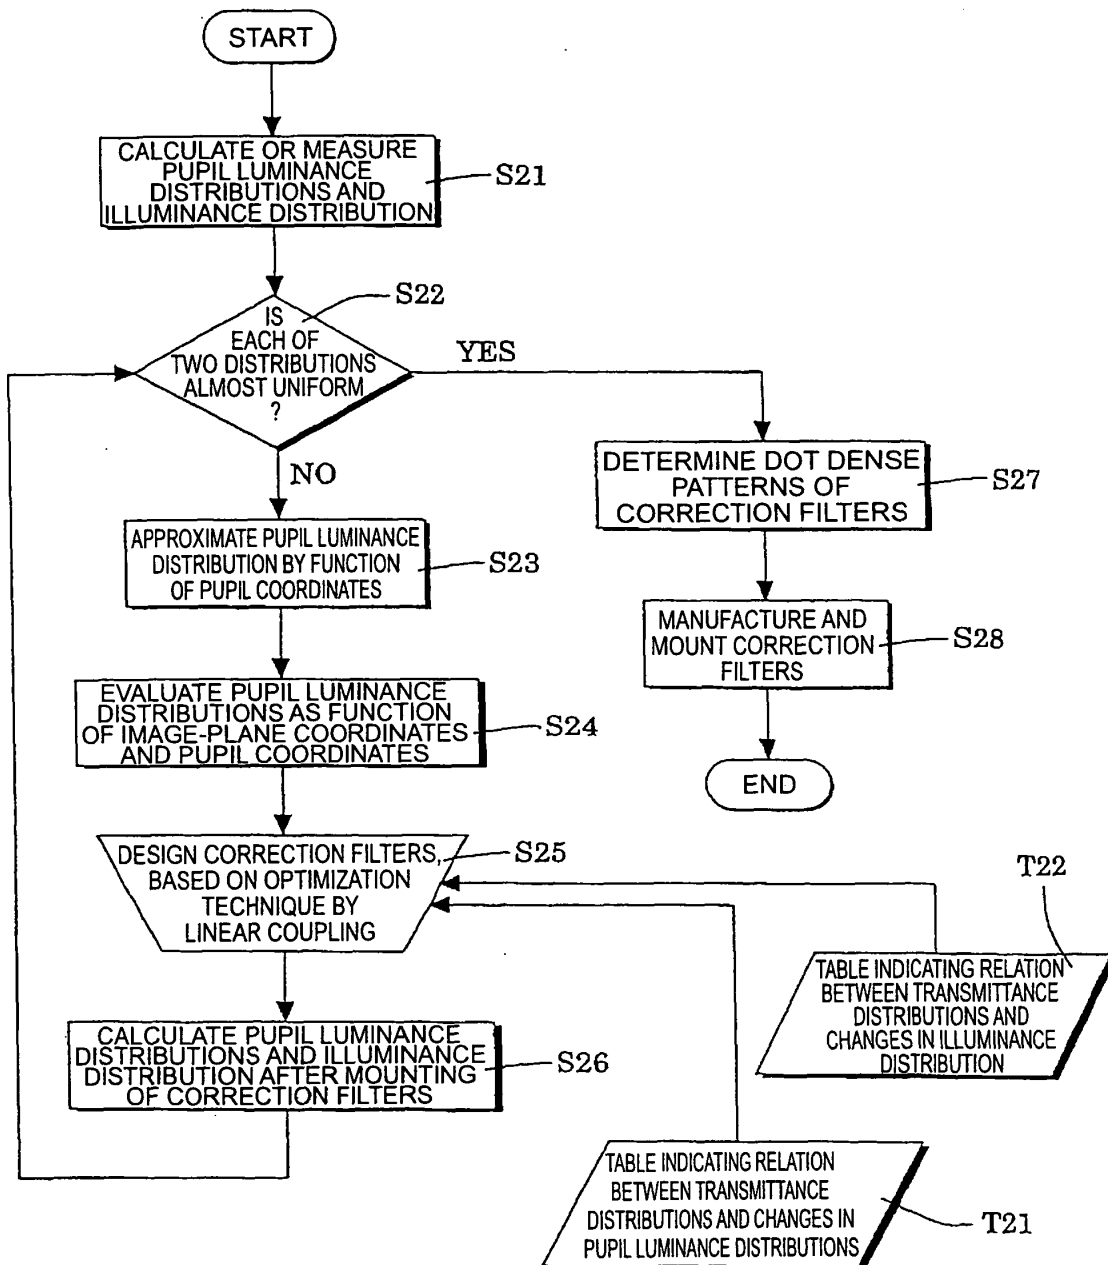 START
CALCULATE OR MEASURE
PUPIL LUMINANCE
DISTRIBUTIONS AND
ILLUMINANCE DISTRIBUTION
S21
S22
IS
EACH OF
TWO DISTRIBUTIONS
ALMOST UNIFORM
?
YES
NO
DETERMINE DOT DENSE
PATTERNS OF
CORRECTION FILTERS
S27
APPROXIMATE PUPIL LUMINANCE
DISTRIBUTION BY FUNCTION
OF PUPIL COORDINATES
S23
MANUFACTURE AND
MOUNT CORRECTION
FILTERS
S28
EVALUATE PUPIL LUMINANCE
DISTRIBUTIONS AS FUNCTION
OF IMAGE-PLANE COORDINATES
AND PUPIL COORDINATES
S24
END
DESIGN CORRECTION FILTERS,
BASED ON OPTIMIZATION
TECHNIQUE BY
LINEAR COUPLING
S25
T22
TABLE INDICATING RELATION
BETWEEN TRANSMITTANCE
DISTRIBUTIONS AND
CHANGES IN ILLUMINANCE
DISTRIBUTION
CALCULATE PUPIL LUMINANCE
DISTRIBUTIONS AND ILLUMINANCE
DISTRIBUTION AFTER MOUNTING
OF CORRECTION FILTERS
S26
TABLE INDICATING RELATION
BETWEEN TRANSMITTANCE
DISTRIBUTIONS AND CHANGES IN
PUPIL LUMINANCE DISTRIBUTIONS
T21